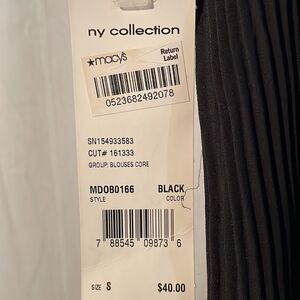 ny collection
★macy's
Return
Label
0523682492078
SN154933583
CUT# 161333
GROUP: BLOUSES CORE
MDOB0166 BLACK
STYLE COLOR
7 88545 09873 6
SIZE S $40.00